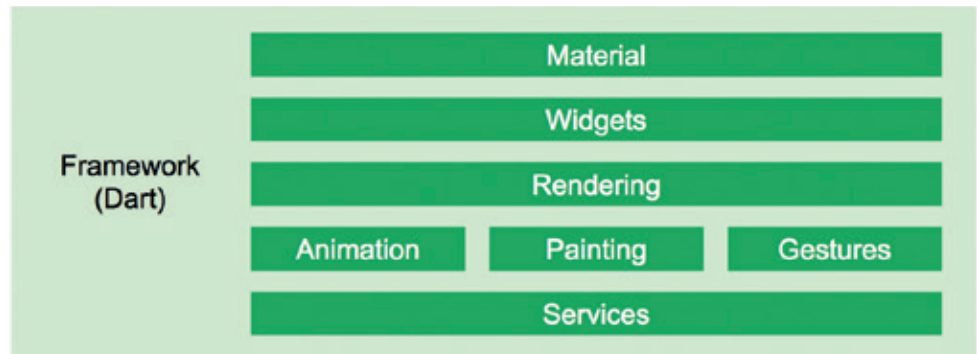 Material
Widgets
Framework
(Dart)
Rendering
Animation
Painting
Gestures
Services